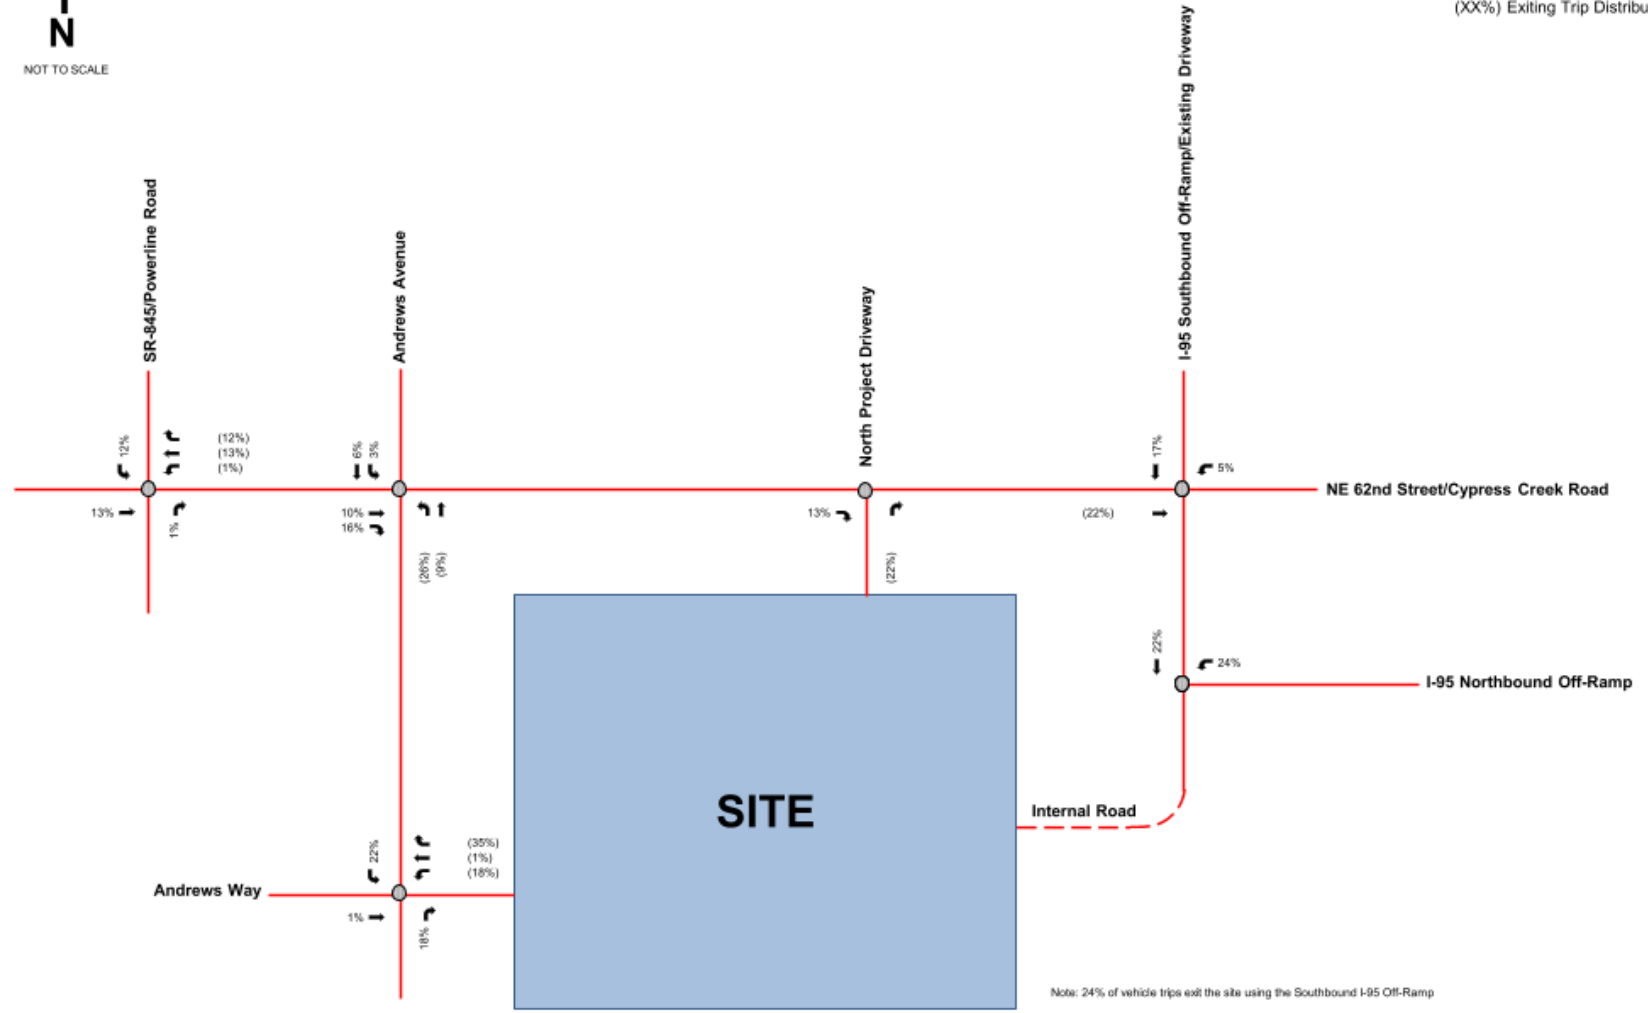 (XX%) Exiting Trip Distribu
N
NOT TO SCALE
SR-845/Powerline Road
Andrews Avenue
North Project Driveway
I-95 Southbound Off-Ramp/Existing Driveway
12%
(12%)
(13%)
(1%)
6%
3%
17%
5%
NE 62nd Street/Cypress Creek Road
13%
1%
10%
16%
(26%)
(9%)
13%
(22%)
(22%)
22%
24%
I-95 Northbound Off-Ramp
SITE
Internal Road
22%
(35%)
(1%)
(18%)
Andrews Way
1%
18%
Note: 24% of vehicle trips exit the site using the Southbound I-95 Off-Ramp